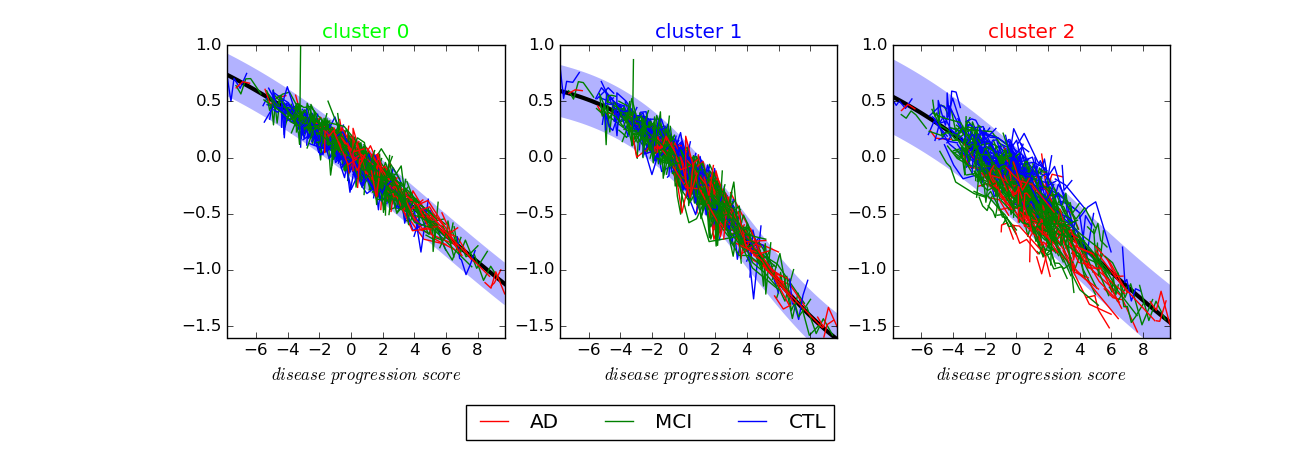 cluster 0 cluster 1 cluster 2
1.0 1.0 1.0
0.5 0.5 0.5
0.0 0.0 0.0
−0.5 −0.5 −0.5
−1.0 −1.0 −1.0
−1.5 −1.5 −1.5
−6 −4 −2 0 2 4 6 8 −6 −4 −2 0 2 4 6 8 −6 −4 −2 0 2 4 6 8
disease progression score disease progression score disease progression score
AD MCI CTL